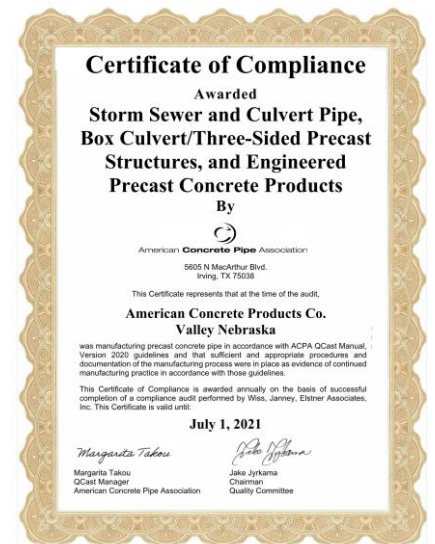 Certificate of Compliance
Awarded
Storm Sewer and Culvert Pipe,
Box Culvert/Three-Sided Precast
Structures, and Engineered
Precast Concrete Products
By
American Concrete Pipe Association
5605 N MacArthur Blvd.
Irving, TX 75038
This Certificate represents that at the time of the audit,
American Concrete Products Co.
Valley Nebraska
was manufacturing precast concrete pipe in accordance with ACPA QCast Manual,
Version 2020 guidelines and that sufficient and appropriate procedures and
documentation of the manufacturing process were in place as evidence of continued
manufacturing practice in accordance with those guidelines.
This Certificate of Compliance is awarded annually on the basis of successful
completion of a compliance audit performed by Wiss, Janney, Elstner Associates,
Inc. This Certificate is valid until:
July 1, 2021
Margarita Takou
Jake Jyrkama
Margarita Takou
Jake Jyrkama
QCast Manager
Chairman
American Concrete Pipe Association
Quality Committee